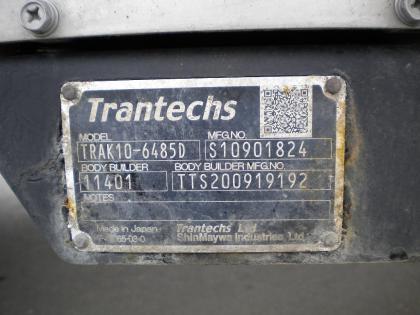 Trantechs
MODEL MFG.NO.
TRAK10-6485D S10901824
BODY BUILDER BODY BUILDER MFG.NO.
11401 TTS200919192
NOTES
Made in Japan Trantechs Ltd
ShinMaywa Industries, Ltd.